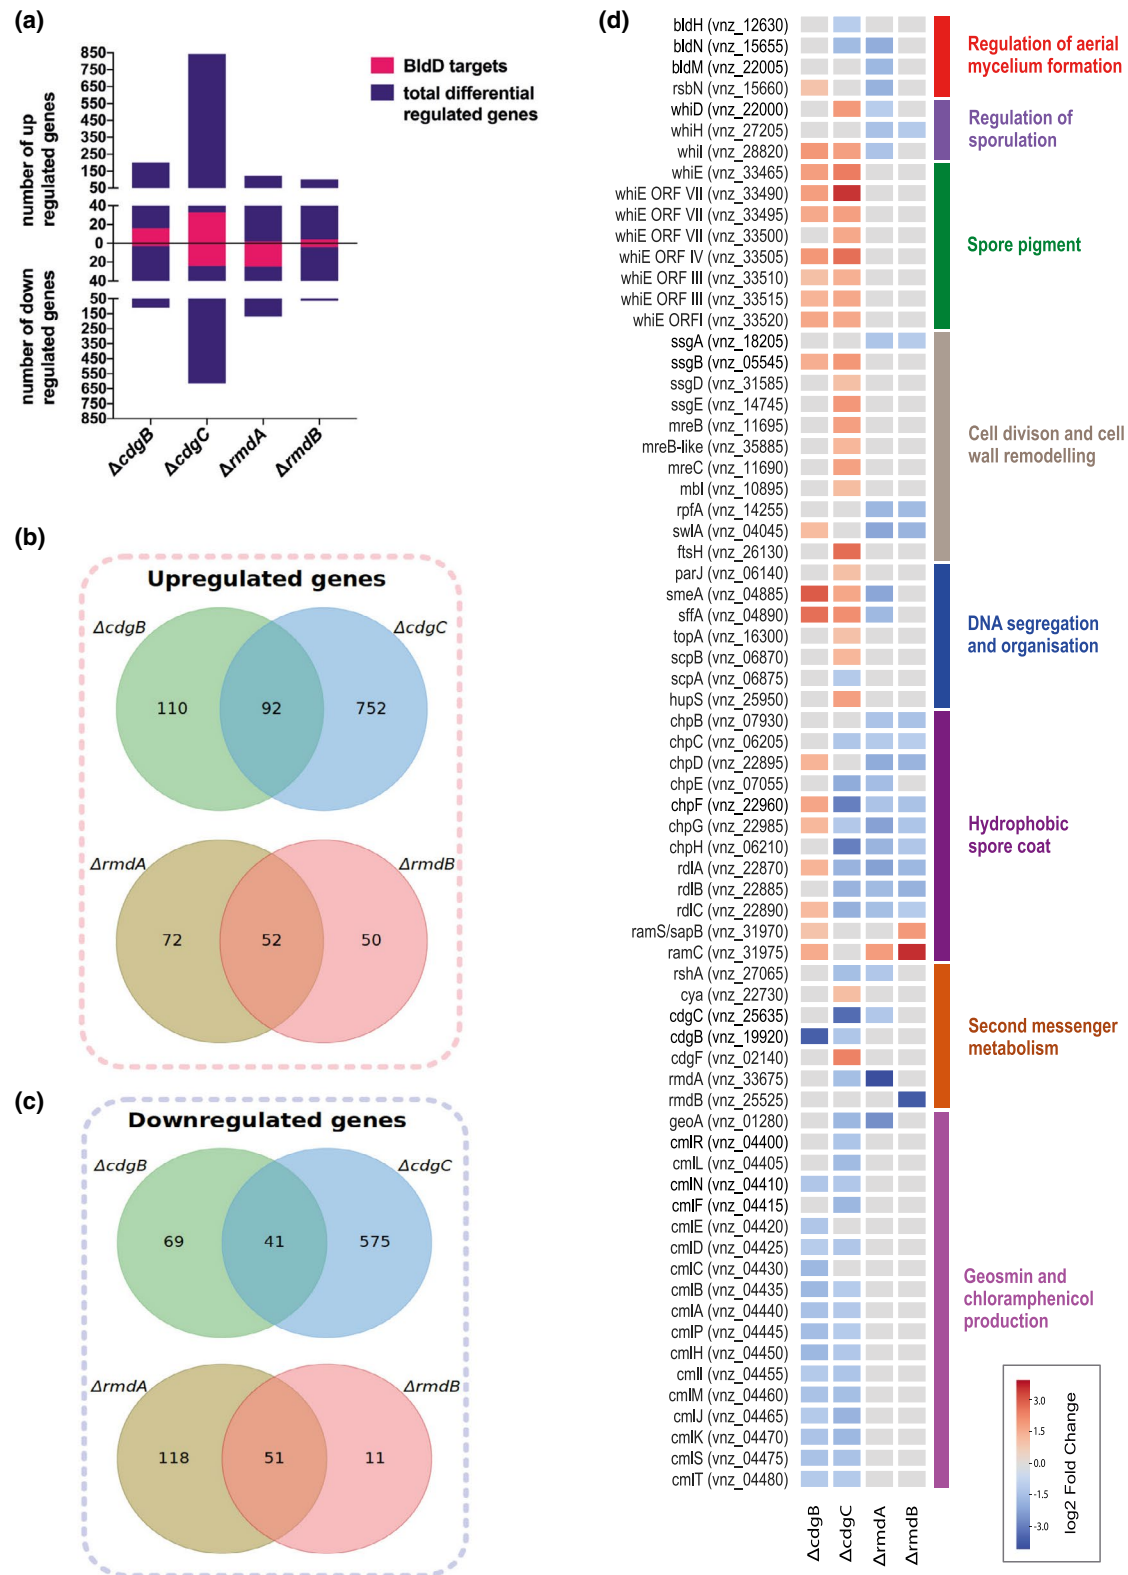 (a)
850
750
650
550
450
350
250
150
50
40
20
0
20
40
50
150
250
350
450
550
650
750
850
number of up
regulated genes
number of down
regulated genes
BldD targets
total differential
regulated genes
ΔcdgB
ΔcdgC
ΔrmdA
ΔrmdB
(b)
Upregulated genes
ΔcdgB
ΔcdgC
110
92
752
ΔrmdA
ΔrmdB
72
52
50
(c)
Downregulated genes
ΔcdgB
ΔcdgC
69
41
575
ΔrmdA
ΔrmdB
118
51
11
(d)
bldH (vnz_12630)
bldN (vnz_15655)
bldM (vnz_22005)
rsbN (vnz_15660)
whiD (vnz_22000)
whiH (vnz_27205)
whiI (vnz_28820)
whiE (vnz_33465)
whiE ORF VII (vnz_33490)
whiE ORF VII (vnz_33495)
whiE ORF VII (vnz_33500)
whiE ORF IV (vnz_33505)
whiE ORF III (vnz_33510)
whiE ORF III (vnz_33515)
whiE ORFI (vnz_33520)
ssgA (vnz_18205)
ssgB (vnz_05545)
ssgD (vnz_31585)
ssgE (vnz_14745)
mreB (vnz_11695)
mreB-like (vnz_35885)
mreC (vnz_11690)
mbl (vnz_10895)
rpfA (vnz_14255)
swlA (vnz_04045)
ftsH (vnz_26130)
parJ (vnz_06140)
smeA (vnz_04885)
sffA (vnz_04890)
topA (vnz_16300)
scpB (vnz_06870)
scpA (vnz_06875)
hupS (vnz_25950)
chpB (vnz_07930)
chpC (vnz_06205)
chpD (vnz_22895)
chpE (vnz_07055)
chpF (vnz_22960)
chpG (vnz_22985)
chpH (vnz_06210)
rdlA (vnz_22870)
rdlB (vnz_22885)
rdlC (vnz_22890)
ramS/sapB (vnz_31970)
ramC (vnz_31975)
rshA (vnz_27065)
cya (vnz_22730)
cdgC (vnz_25635)
cdgB (vnz_19920)
cdgF (vnz_02140)
rmdA (vnz_33675)
rmdB (vnz_25525)
geoA (vnz_01280)
cmlR (vnz_04400)
cmlL (vnz_04405)
cmlN (vnz_04410)
cmlF (vnz_04415)
cmlE (vnz_04420)
cmlD (vnz_04425)
cmlC (vnz_04430)
cmlB (vnz_04435)
cmlA (vnz_04440)
cmlP (vnz_04445)
cmlH (vnz_04450)
cmlI (vnz_04455)
cmlM (vnz_04460)
cmlJ (vnz_04465)
cmlK (vnz_04470)
cmlS (vnz_04475)
cmlT (vnz_04480)
ΔcdgB
ΔcdgC
ΔrmdA
ΔrmdB
Regulation of aerial
mycelium formation
Regulation of
sporulation
Spore pigment
Cell divison and cell
wall remodelling
DNA segregation
and organisation
Hydrophobic
spore coat
Second messenger
metabolism
Geosmin and
chloramphenicol
production
3.0
1.5
0.0
-1.5
-3.0
log2 Fold Change